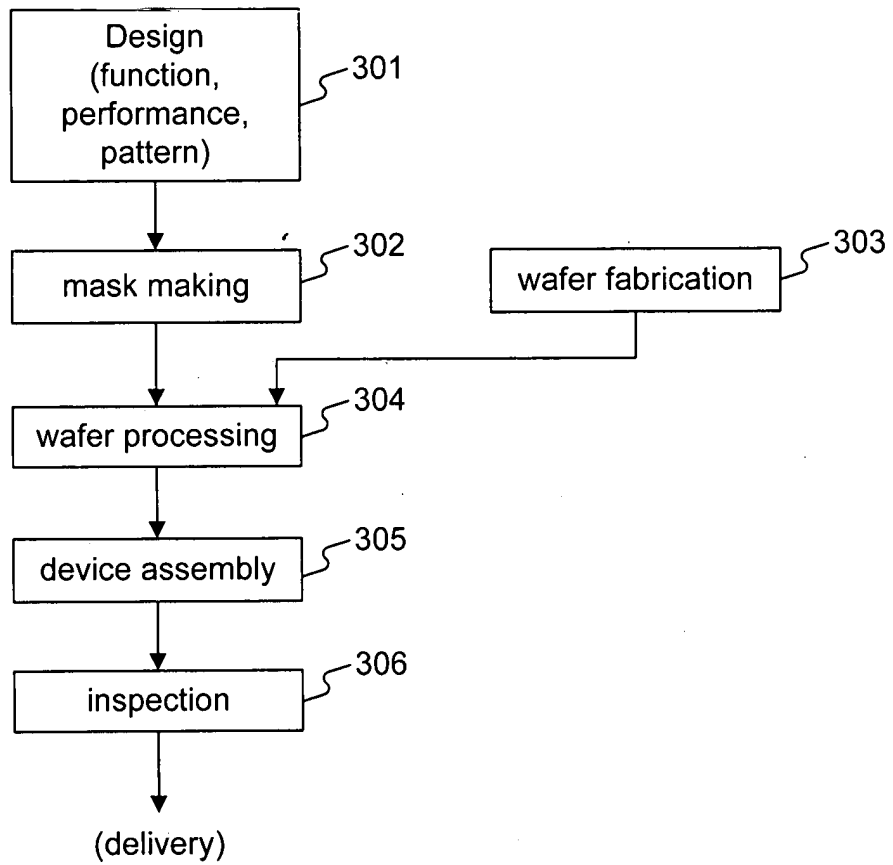 Design
(function,
performance,
pattern)
301
302
mask making
303
wafer fabrication
304
wafer processing
305
device assembly
306
inspection
(delivery)